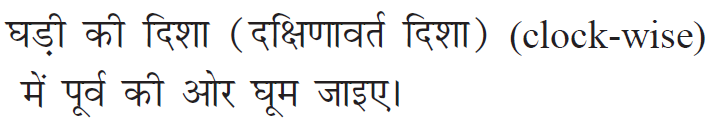 घड़ी की दिशा (दक्षिणावर्त दिशा) (clock-wise)
में पूर्व की ओर घूम जाइए।